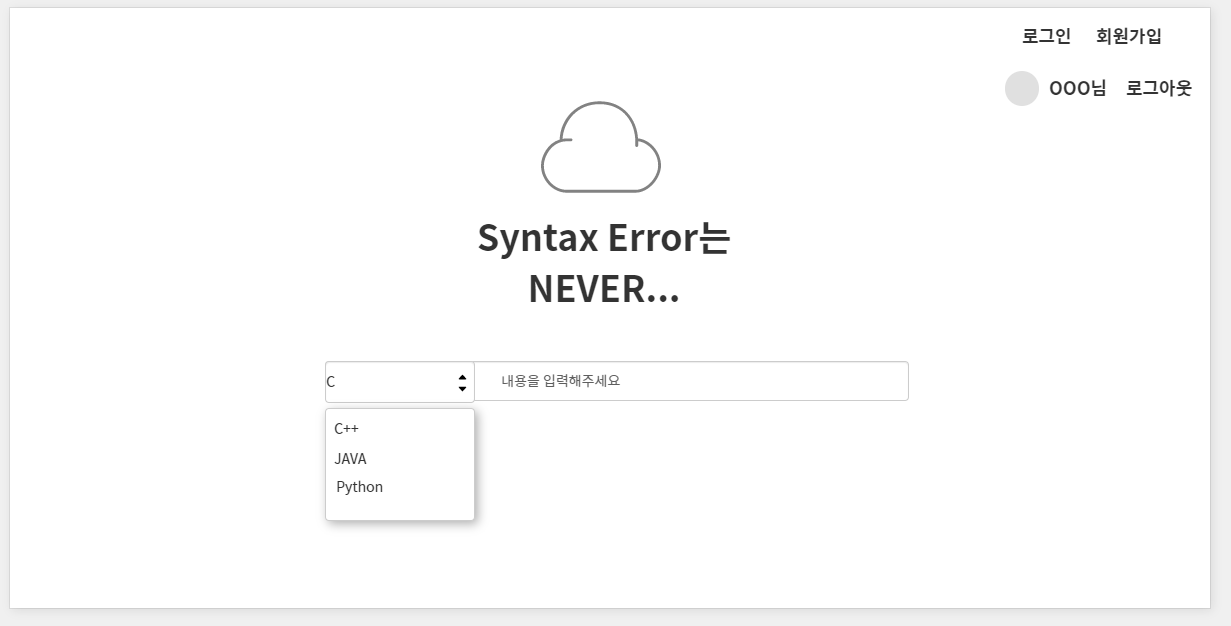 로그인 회원가입
OOO님 로그아웃
Syntax Error는
NEVER...
C 내용을 입력해주세요
C++
JAVA
Python